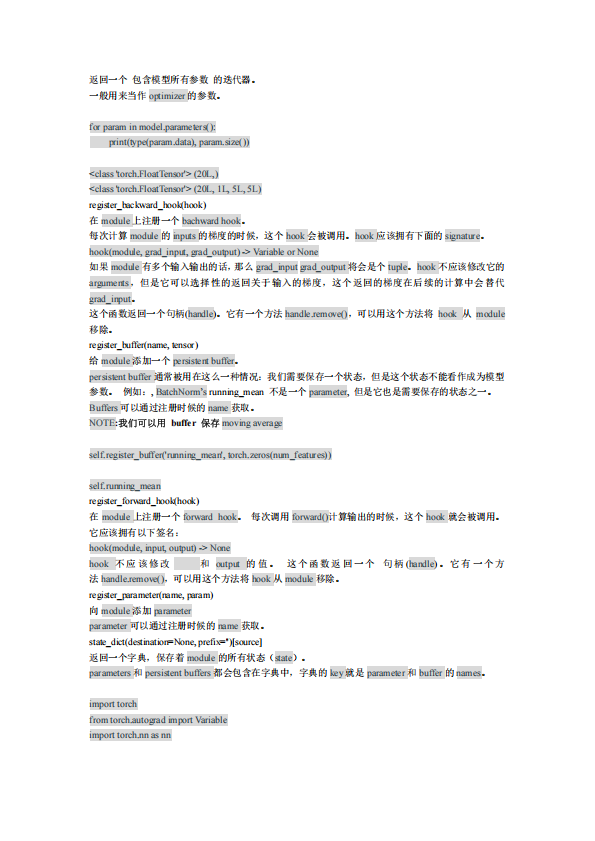 返回一个 包含模型所有参数 的迭代器。
一般用来当作 optimizer 的参数。
for param in model.parameters():
print(type(param.data), param.size())
<class 'torch.FloatTensor'> (20L,)
<class 'torch.FloatTensor'> (20L, 1L, 5L, 5L)
register_backward_hook(hook)
在 module 上注册一个 bachward hook。
每次计算 module 的 inputs 的梯度的时候，这个 hook 会被调用。hook 应该拥有下面的 signature。
hook(module, grad_input, grad_output) -> Variable or None
如果 module 有多个输入输出的话，那么 grad_input grad_output 将会是个 tuple。hook 不应该修改它的
arguments，但是它可以选择性的返回关于输入的梯度，这个返回的梯度在后续的计算中会替代
grad_input。
这个函数返回一个句柄(handle)。它有一个方法 handle.remove()，可以用这个方法将 hook 从 module
移除。
register_buffer(name, tensor)
给 module 添加一个 persistent buffer。
persistent buffer 通常被用在这么一种情况：我们需要保存一个状态，但是这个状态不能看作成为模型
参数。 例如：, BatchNorm's running_mean 不是一个 parameter, 但是它也是需要保存的状态之一。
Buffers 可以通过注册时候的 name 获取。
NOTE:我们可以用 buffer 保存 moving average
self.register_buffer('running_mean', torch.zeros(num_features))
self.running_mean
register_forward_hook(hook)
在 module 上注册一个 forward hook。 每次调用 forward()计算输出的时候，这个 hook 就会被调用。
它应该拥有以下签名：
hook(module, input, output) -> None
hook 不应该修改 和 output 的值。 这个函数返回一个 句柄(handle)。它有一个方
法 handle.remove()，可以用这个方法将 hook 从 module 移除。
register_parameter(name, param)
向 module 添加 parameter
parameter 可以通过注册时候的 name 获取。
state_dict(destination=None, prefix='')[source]
返回一个字典，保存着 module 的所有状态（state）。
parameters 和 persistent buffers 都会包含在字典中，字典的 key 就是 parameter 和 buffer 的 names。
import torch
from torch.autograd import Variable
import torch.nn as nn